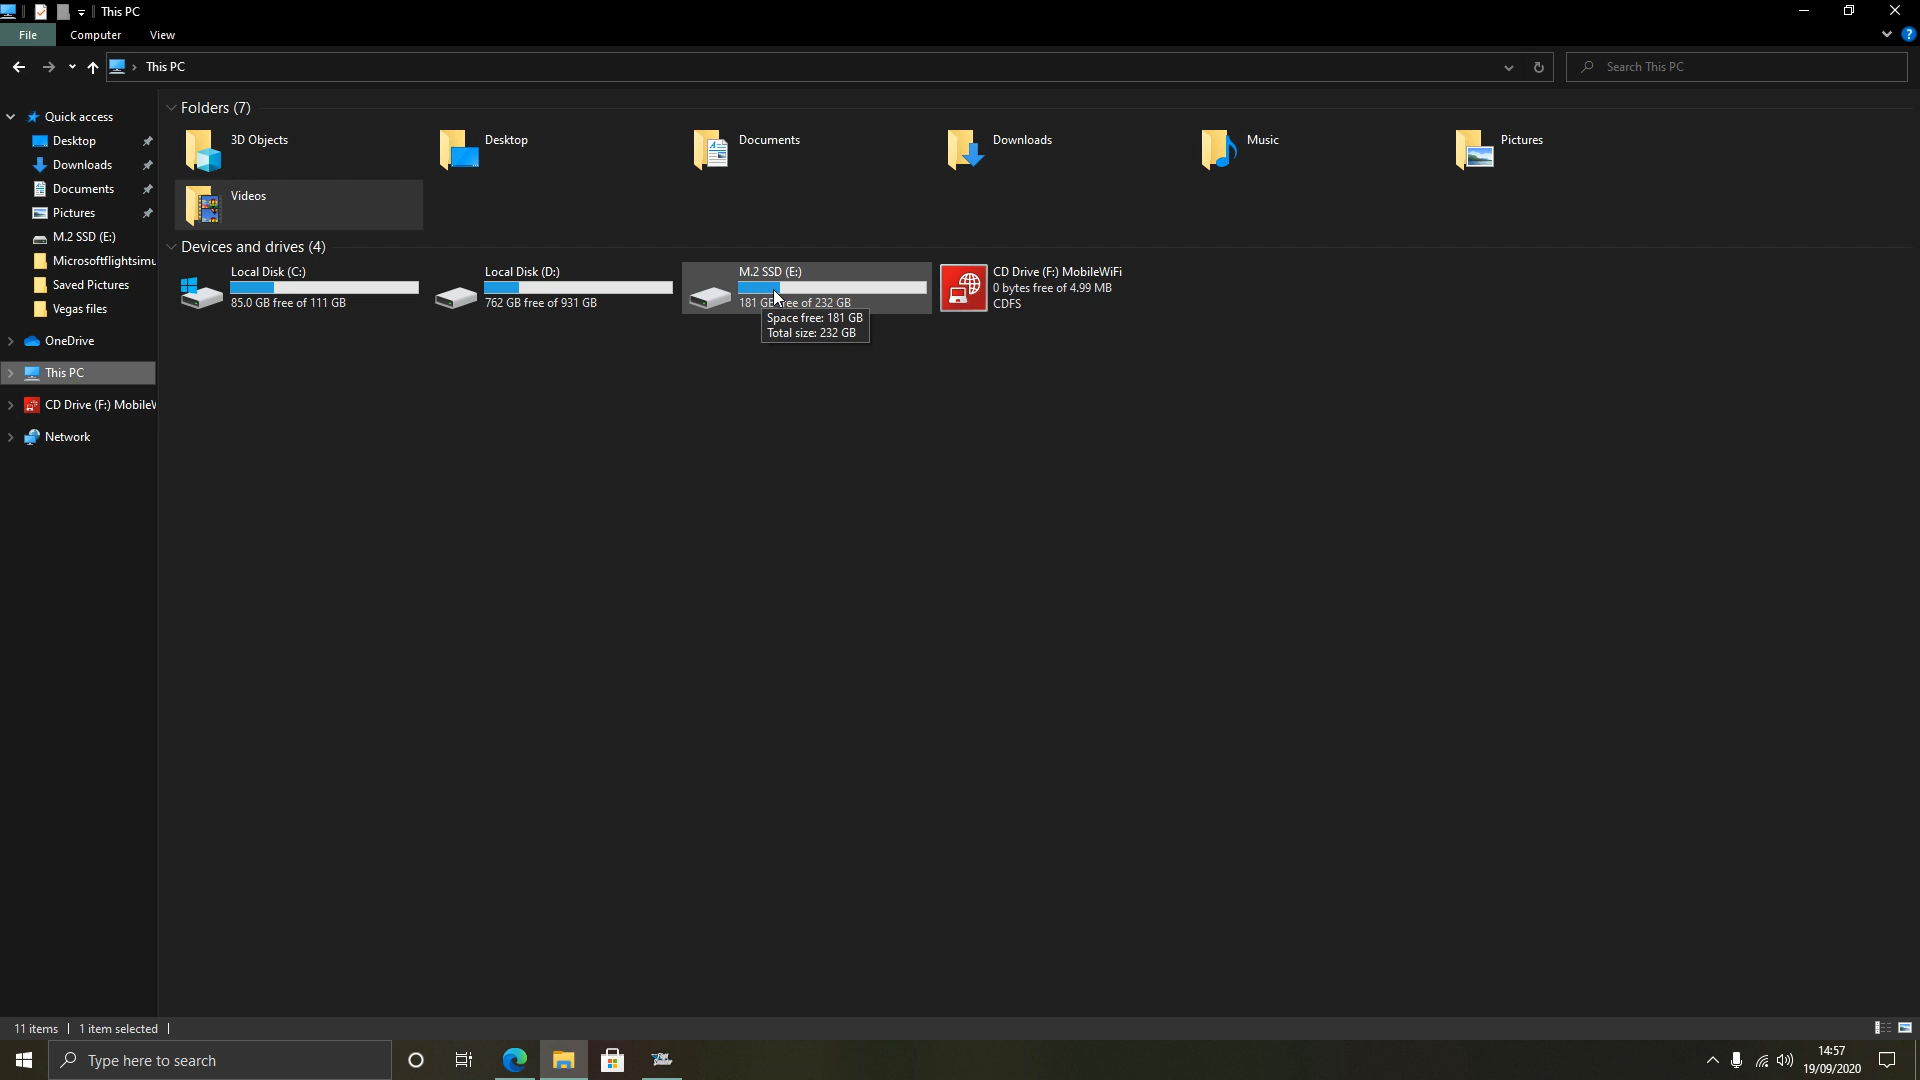 This PC
File Computer View
This PC
Search This PC
Quick access
Desktop
Downloads
Documents
Pictures
M.2 SSD (E:)
Microsoftflightsimu
Saved Pictures
Vegas files
OneDrive
This PC
CD Drive (F:) Mobile
Network
Folders (7)
3D Objects
Desktop
Documents
Downloads
Music
Pictures
Videos
Devices and drives (4)
Local Disk (C:)
85.0 GB free of 111 GB
Local Disk (D:)
762 GB free of 931 GB
M.2 SSD (E:)
181 GB free of 232 GB
Space free: 181 GB
Total size: 232 GB
CD Drive (F:) MobileWiFi
0 bytes free of 4.99 MB
CDFS
11 items 1 item selected
Type here to search
Flight Simulator
14:57
19/09/2020